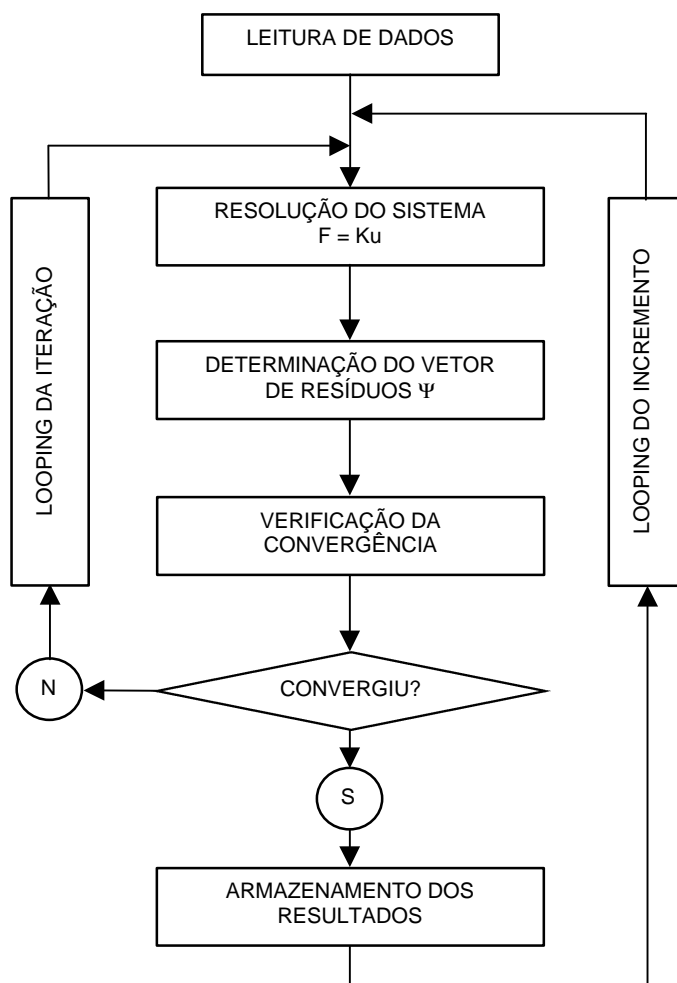 LEITURA DE DADOS
RESOLUÇÃO DO SISTEMA
F = Ku
DETERMINAÇÃO DO VETOR
DE RESÍDUOS Ψ
VERIFICAÇÃO DA
CONVERGÊNCIA
CONVERGIU?
N
S
ARMAZENAMENTO DOS
RESULTADOS
LOOPING DA ITERAÇÃO
LOOPING DO INCREMENTO